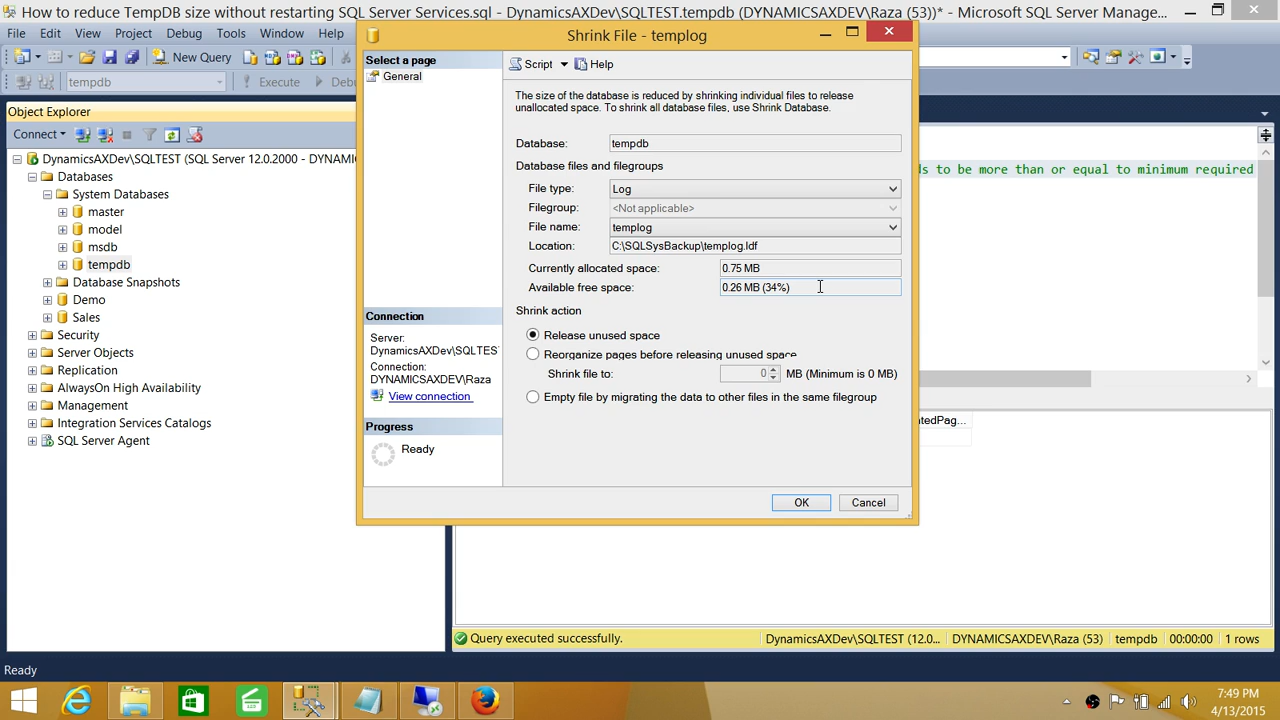 How to reduce TempDB size without restarting SQL Server Services.sql - DynamicsAXDev\SQLTEST.tempdb (DYNAMICSAXDEV\Raza (53))* - Microsoft SQL Server Manage...
File Edit View Project Debug Tools Window Help
New Query
tempdb
Execute
Debu
Object Explorer
Connect
DynamicsAXDev\SQLTEST (SQL Server 12.0.2000 - DYNAMIC
Databases
System Databases
master
model
msdb
tempdb
Database Snapshots
Demo
Sales
Security
Server Objects
Replication
AlwaysOn High Availability
Management
Integration Services Catalogs
SQL Server Agent
Shrink File - templog
Select a page
General
Script
Help
The size of the database is reduced by shrinking individual files to release
unallocated space. To shrink all database files, use Shrink Database.
Database: tempdb
Database files and filegroups
File type: Log
Filegroup: <Not applicable>
File name: templog
Location: C:\SQLSysBackup\templog.ldf
Currently allocated space: 0.75 MB
Available free space: 0.26 MB (34%)
Shrink action
Release unused space
Reorganize pages before releasing unused space
Shrink file to: 0 MB (Minimum is 0 MB)
Empty file by migrating the data to other files in the same filegroup
Connection
Server:
DynamicsAXDev\SQLTES
Connection:
DYNAMICSAXDEV\Raza
View connection
Progress
Ready
OK
Cancel
ds to be more than or equal to minimum required
ntedPag...
Query executed successfully.
DynamicsAXDev\SQLTEST (12.0... DYNAMICSAXDEV\Raza (53) tempdb 00:00:00 1 rows
Ready
7:49 PM
4/13/2015